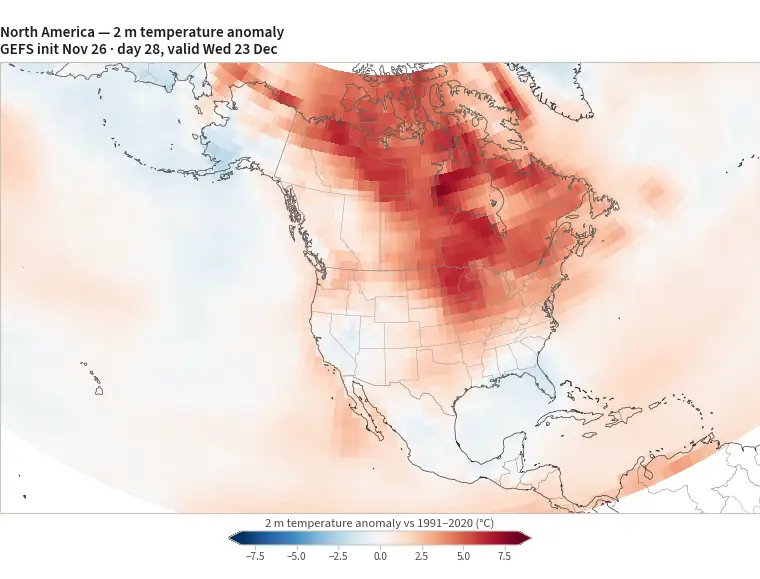 North America — 2 m temperature anomaly
GEFS init Nov 26 · day 28, valid Wed 23 Dec
2 m temperature anomaly vs 1991–2020 (°C)
−7.5 −5.0 −2.5 0.0 2.5 5.0 7.5